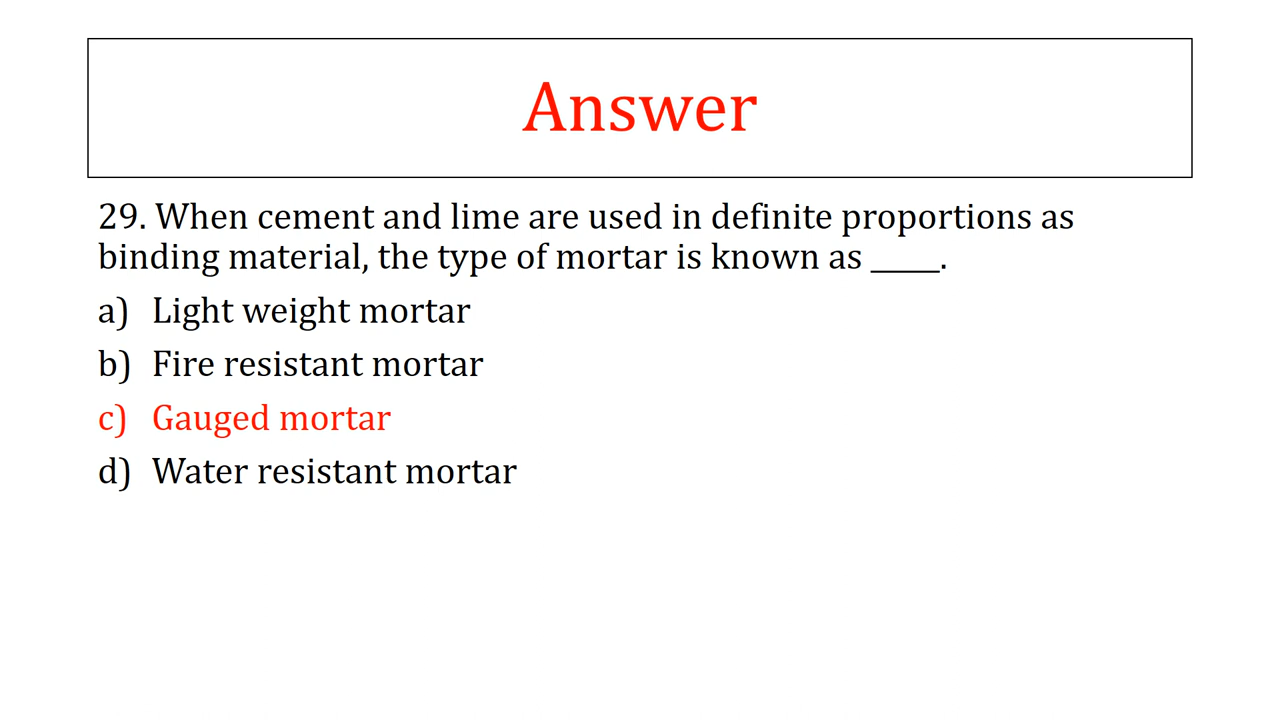 Answer
29. When cement and lime are used in definite proportions as
binding material, the type of mortar is known as _____.
a) Light weight mortar
b) Fire resistant mortar
c) Gauged mortar
d) Water resistant mortar